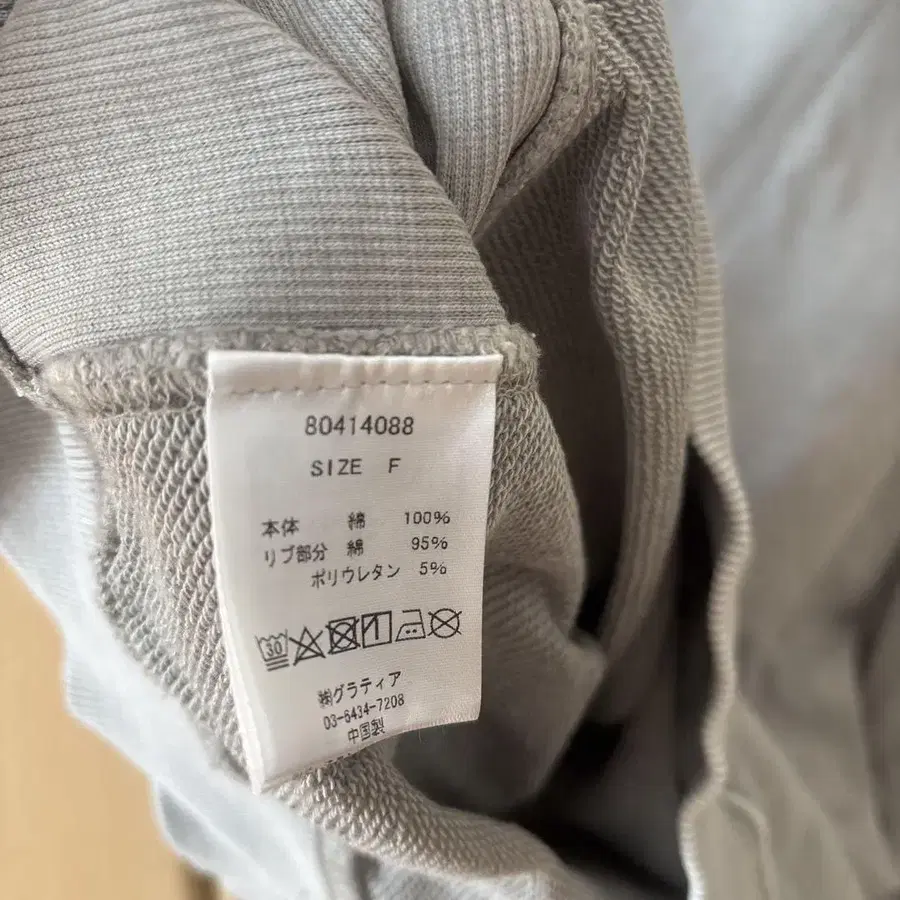 80414088
SIZE F
本体 綿 100%
リブ部分 綿 95%
ポリウレタン 5%
30
㈱グラティア
03-6434-7208
中国製